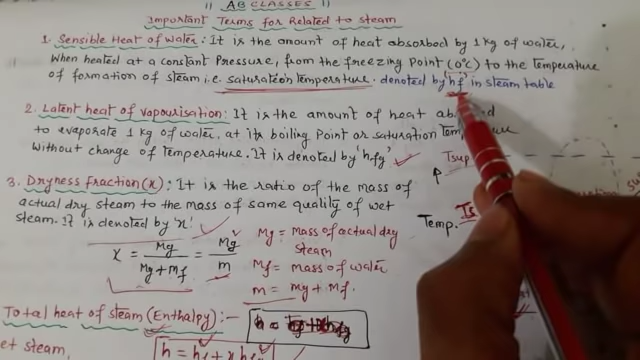 || AB CLASSES ||
Important Terms for Related to steam
1. Sensible Heat of Water : It is the amount of heat absorbed by 1 kg of water,
When heated at a constant Pressure, from the freezing Point (0°C) to the Temperature
of formation of steam i.e. saturation temperature. denoted by 'hf' in steam table
2. Latent heat of vapourisation : It is the amount of heat ab
to evaporate 1 kg of water, at its boiling Point or saturation Temperature
without change of Temperature. It is denoted by 'hfg'
Tsup
3. Dryness Fraction (x) : It is the ratio of the mass of
actual dry steam to the mass of same quality of wet
steam. It is denoted by 'x'
Temp. Ts
x = Mg / Mg + Mf = Mg / m
Mg = Mass of actual dry
steam
Mf = Mass of water
m = Mg + Mf.
Total heat of steam (Enthalpy) :-
et steam,
h = hf + x hfg